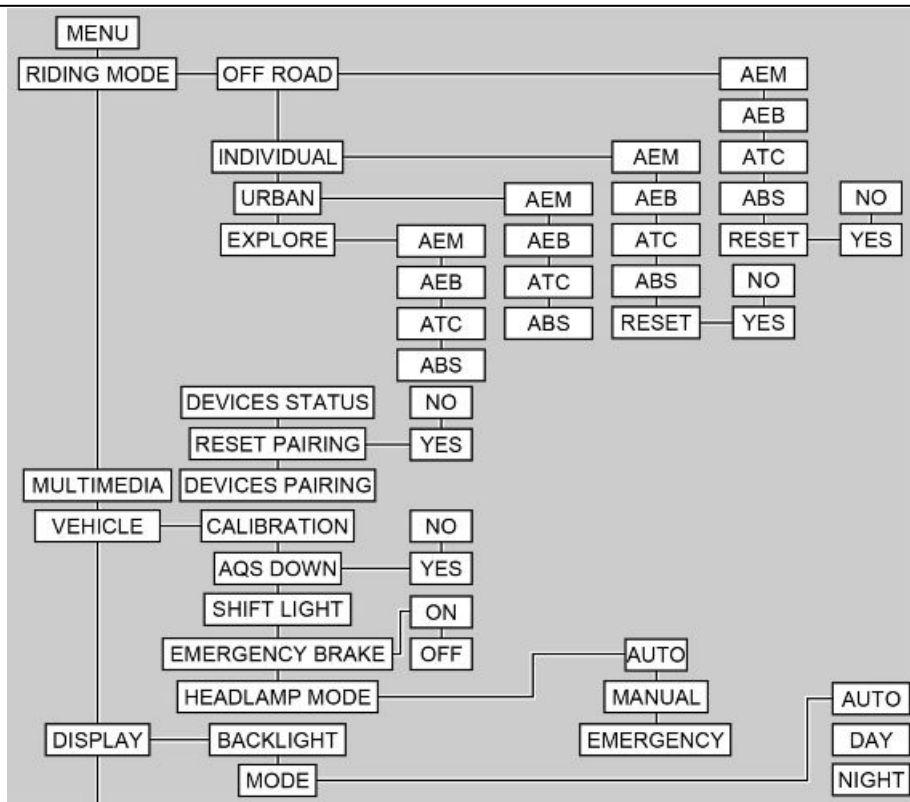 MENU
RIDING MODE OFF ROAD AEM
AEB
INDIVIDUAL AEM ATC
URBAN AEM AEB ABS NO
EXPLORE AEM AEB ATC RESET YES
AEB ATC ABS NO
ATC ABS RESET YES
ABS
DEVICES STATUS NO
RESET PAIRING YES
MULTIMEDIA DEVICES PAIRING
VEHICLE CALIBRATION NO
AQS DOWN YES
SHIFT LIGHT ON
EMERGENCY BRAKE OFF AUTO
HEADLAMP MODE MANUAL AUTO
DISPLAY BACKLIGHT EMERGENCY DAY
MODE NIGHT